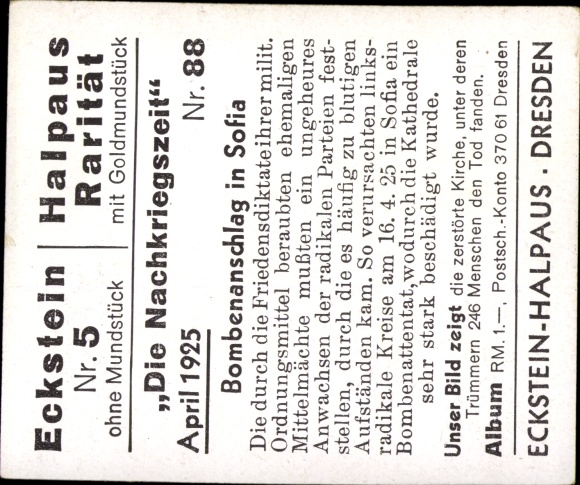 Eckstein
Nr. 5
ohne Mundstück
Halpaus
Rarität
mit Goldmundstück
„Die Nachkriegszeit“
April 1925 Nr. 88
Bombenanschlag in Sofia
Die durch die Friedensdiktate ihrer milit.
Ordnungsmittel beraubten ehemaligen
Mittelmächte mußten ein ungeheures
Anwachsen der radikalen Parteien fest-
stellen, durch die es häufig zu blutigen
Aufständen kam. So verursachten links-
radikale Kreise am 16. 4. 25 in Sofia ein
Bombenattentat, wodurch die Kathedrale
sehr stark beschädigt wurde.
Unser Bild zeigt die zerstörte Kirche, unter deren
Trümmern 246 Menschen den Tod fanden.
Album RM. 1.—, Postsch.-Konto 370 61 Dresden
ECKSTEIN-HALPAUS · DRESDEN